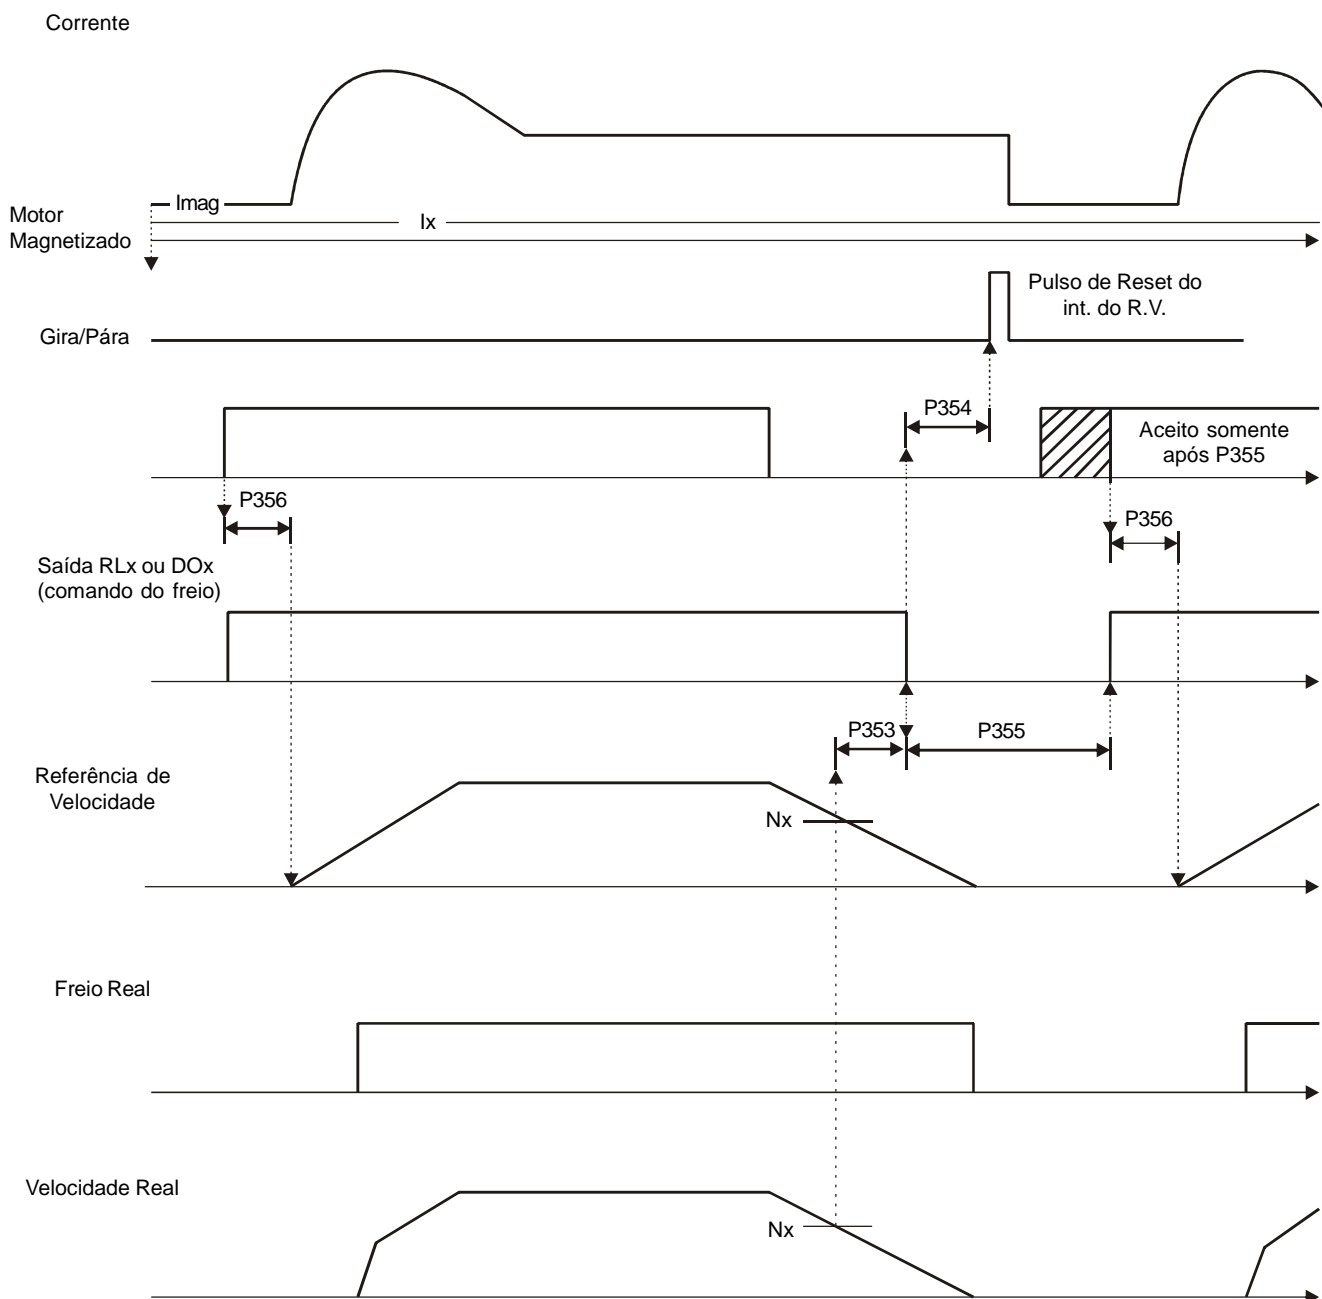 Corrente
Imag
Motor
Magnetizado
Ix
Pulso de Reset do
int. do R.V.
Gira/Pára
P354
Aceito somente
após P355
P356
P356
Saída RLx ou DOx
(comando do freio)
P353
P355
Referência de
Velocidade
Nx
Freio Real
Velocidade Real
Nx